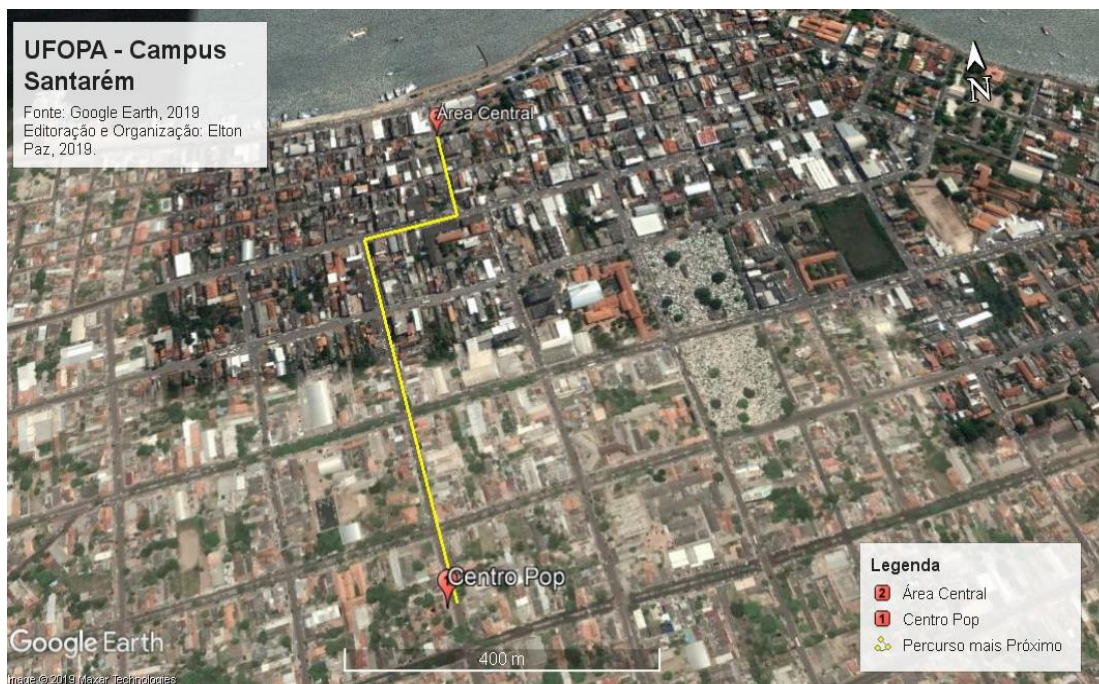 UFOPA - Campus
Santarém
Fonte: Google Earth, 2019
Editoração e Organização: Elton
Paz, 2019.
Área Central
N
Centro Pop
Legenda
2 Área Central
1 Centro Pop
Percurso mais Próximo
Google Earth
400 m
Image © 2019 Maxar Technologies